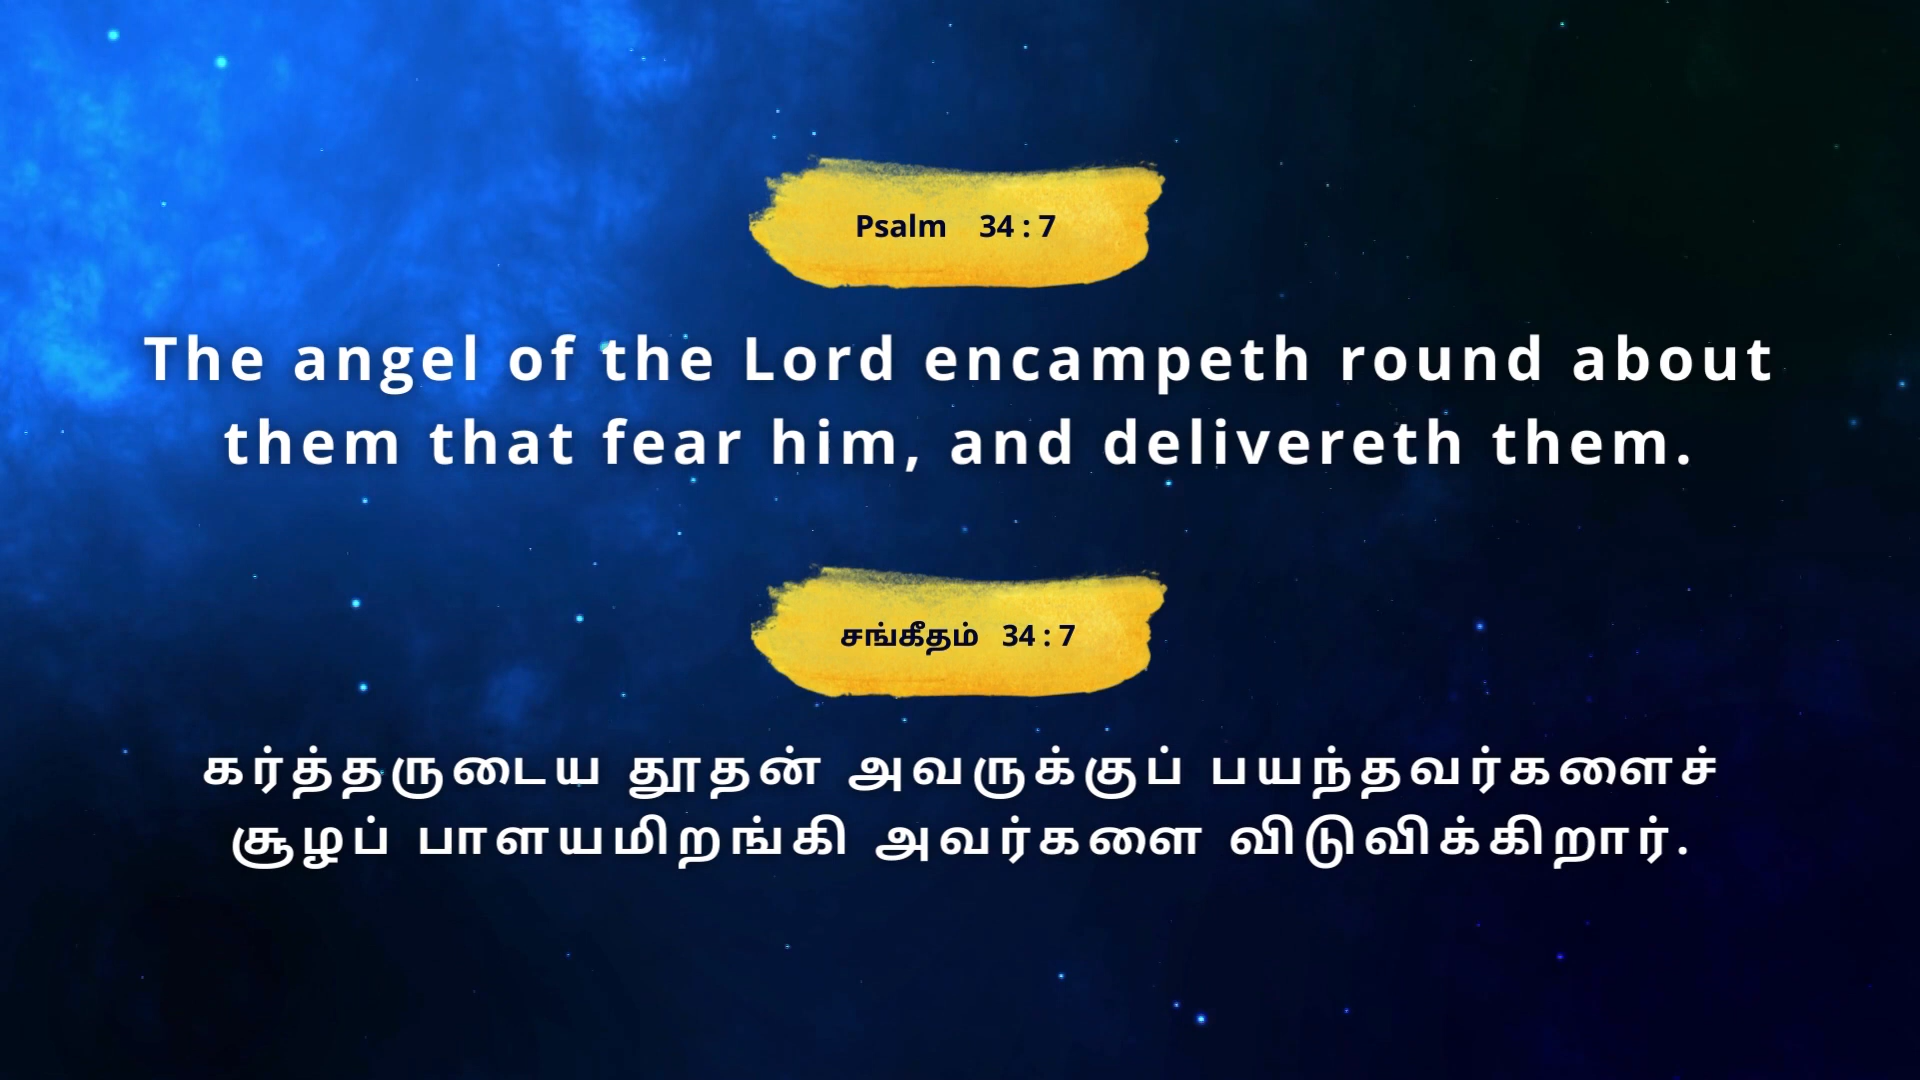 Psalm 34 : 7
The angel of the Lord encampeth round about
them that fear him, and delivereth them.
சங்கீதம் 34 : 7
கர்த்தருடைய தூதன் அவருக்குப் பயந்தவர்களைச்
சூழப் பாளயமிறங்கி அவர்களை விடுவிக்கிறார்.